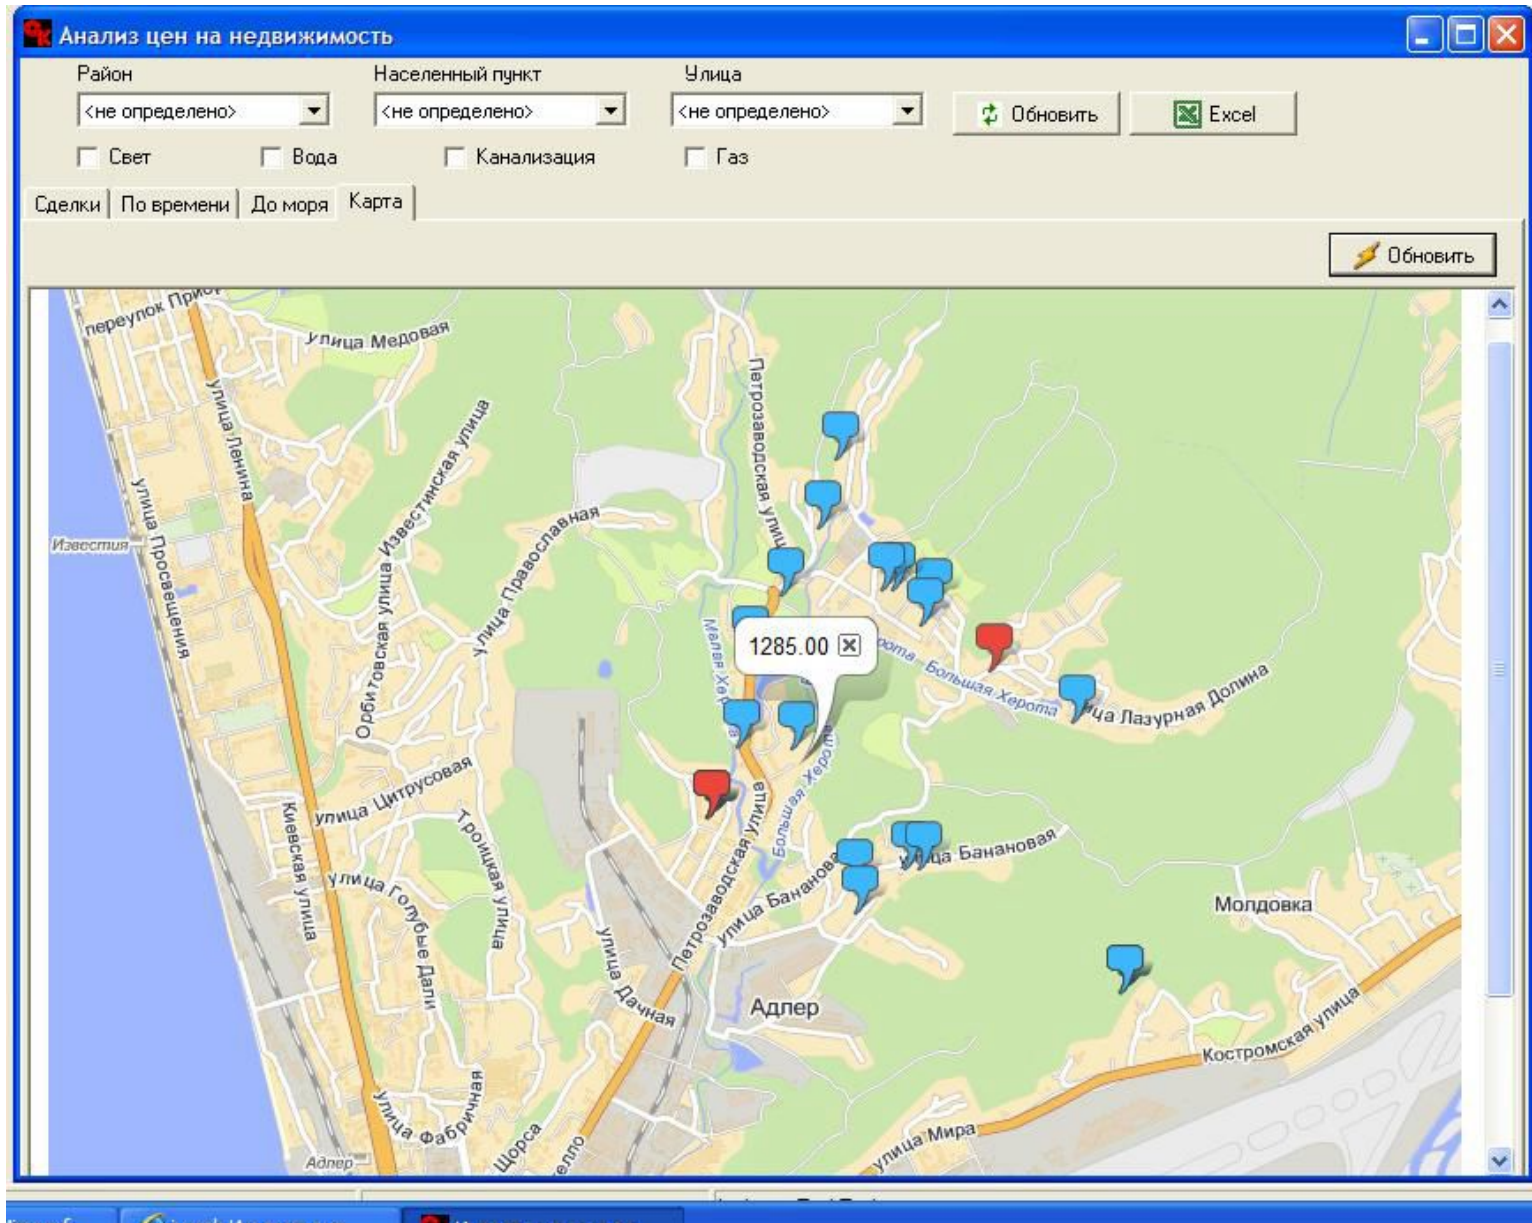 Анализ цен на недвижимость
Район
Населенный пункт
Улица
<не определено>
<не определено>
<не определено>
Обновить
Excel
Свет
Вода
Канализация
Газ
Сделки
По времени
До моря
Карта
Обновить
переулок
улица Медовая
улица Ленина
улица Просвещения
Известия
Орбитовская улица
Известинская улица
улица Православная
Петрозаводская улица
Малая Херота
1285.00
Большая Херота
улица Лазурная Долина
улица Цитрусовая
Троицкая улица
Киевская улица
улица Голубые Дали
Большая Херота
Петрозаводская улица
улица Бананова
улица Банановая
Молдовка
улица Дачная
Адлер
Костромская улица
улица Мира
улица Фабричная
Щорса
Адлер